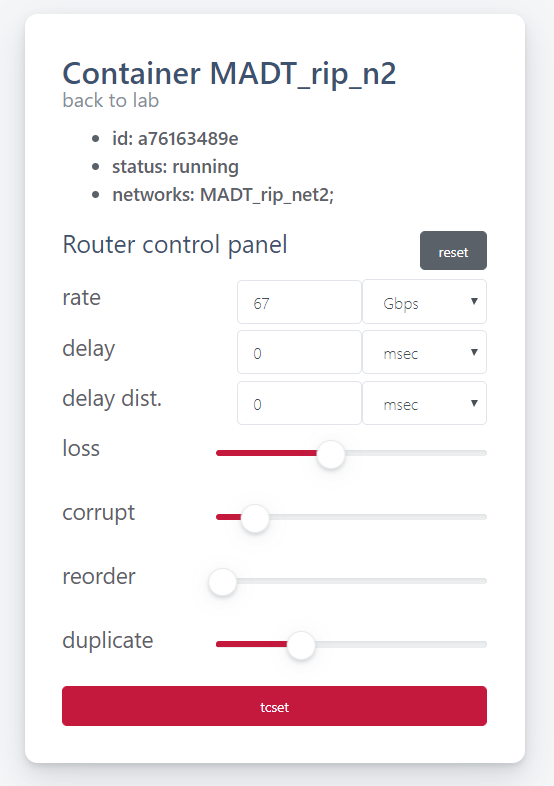 Container MADT_rip_n2
back to lab
id: a76163489e
status: running
networks: MADT_rip_net2;
Router control panel reset
rate 67 Gbps
delay 0 msec
delay dist. 0 msec
loss
corrupt
reorder
duplicate
tcset